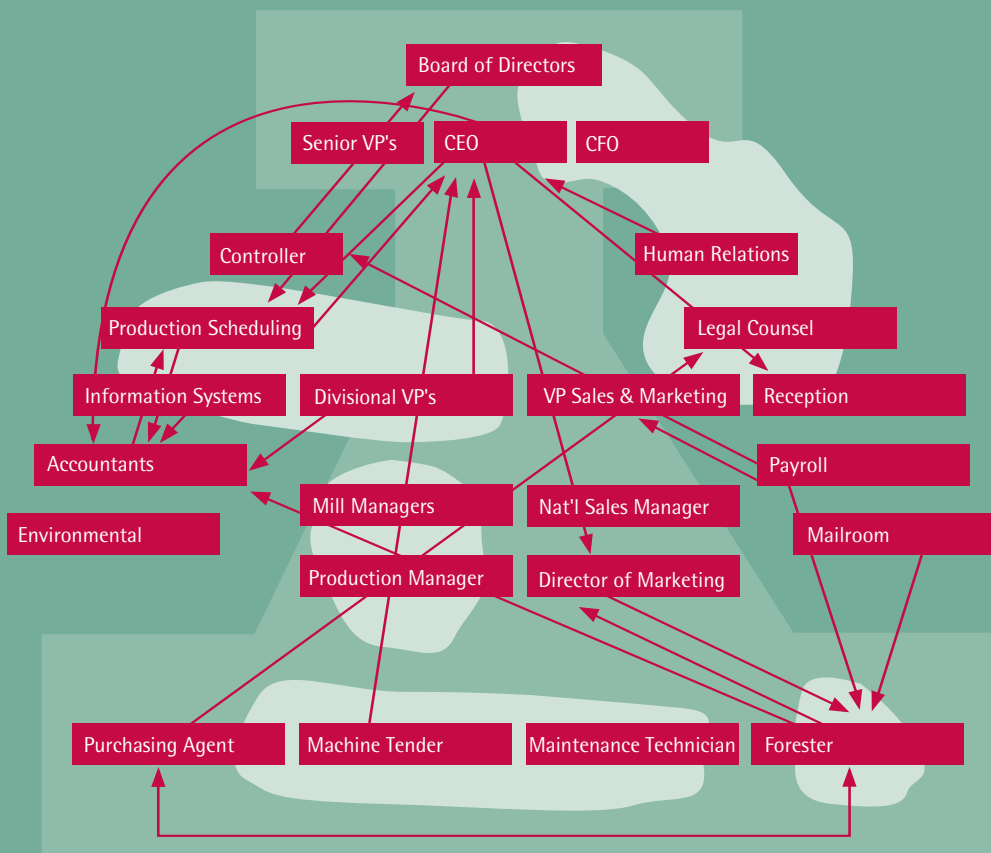 Board of Directors
Senior VP's
CEO
CFO
Controller
Human Relations
Production Scheduling
Legal Counsel
Information Systems
Divisional VP's
VP Sales & Marketing
Reception
Accountants
Payroll
Mill Managers
Nat'l Sales Manager
Environmental
Mailroom
Production Manager
Director of Marketing
Purchasing Agent
Machine Tender
Maintenance Technician
Forester